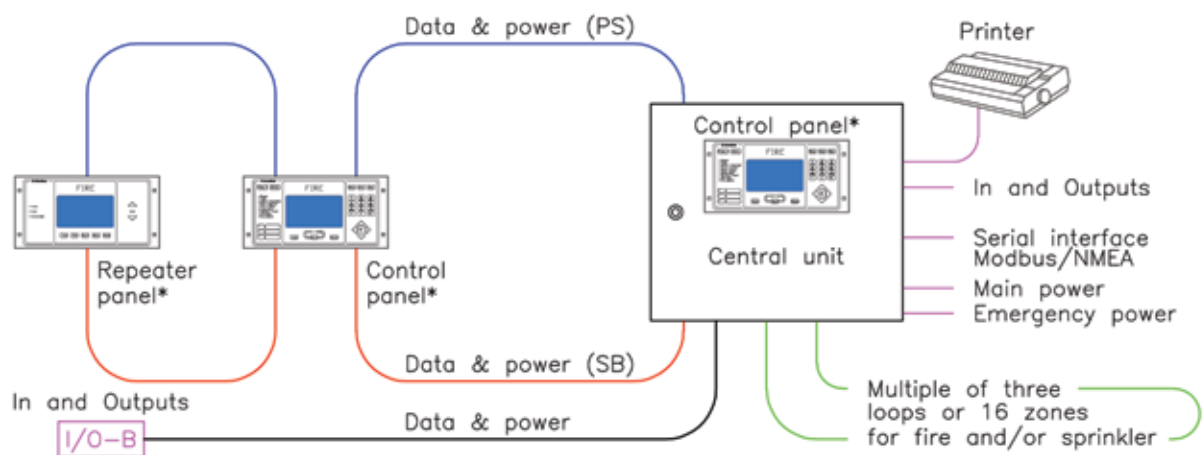 Data & power (PS)
Printer
Control panel*
FIRE
FIRE
FIRE
In and Outputs
Serial interface
Modbus/NMEA
Central unit
Repeater
panel*
Control
panel*
Main power
Emergency power
Data & power (SB)
In and Outputs
I/O-B
Data & power
Multiple of three
loops or 16 zones
for fire and/or sprinkler